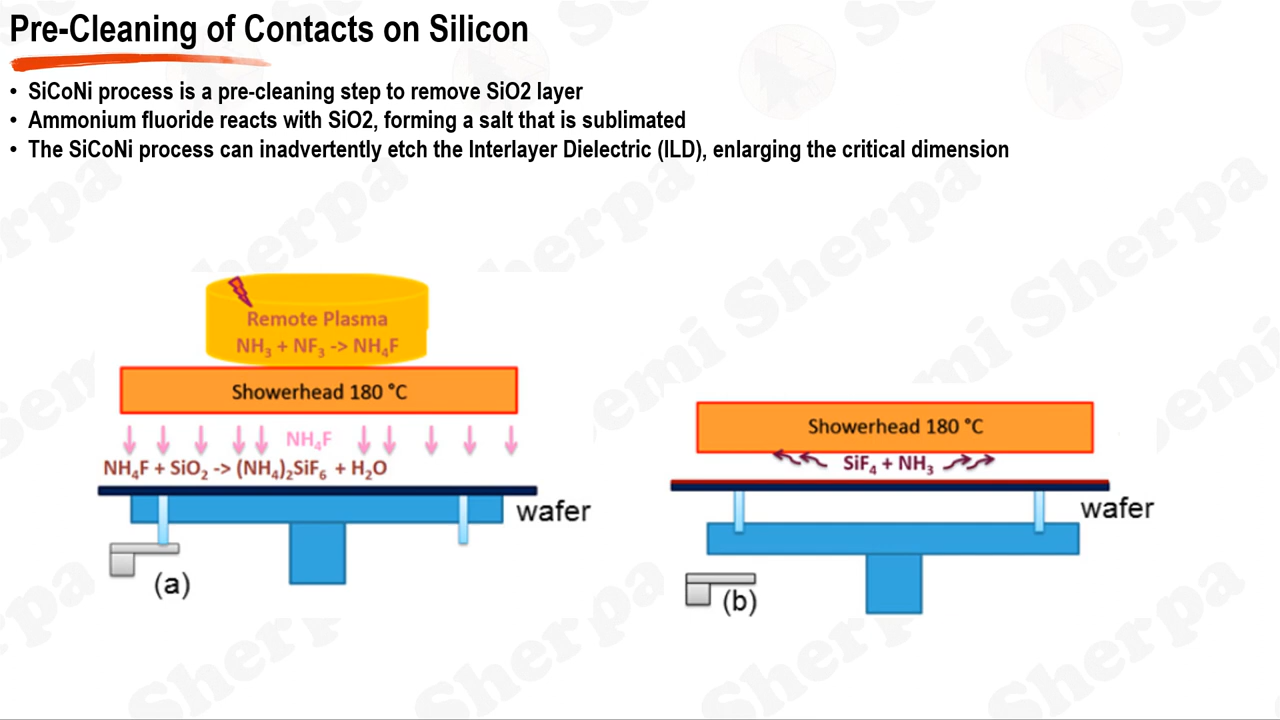 Pre-Cleaning of Contacts on Silicon
• SiCoNi process is a pre-cleaning step to remove SiO2 layer
• Ammonium fluoride reacts with SiO2, forming a salt that is sublimated
• The SiCoNi process can inadvertently etch the Interlayer Dielectric (ILD), enlarging the critical dimension
Remote Plasma
NH₃ + NF₃ -> NH₄F
Showerhead 180 °C
NH₄F
NH₄F + SiO₂ -> (NH₄)₂SiF₆ + H₂O
wafer
(a)
Showerhead 180 °C
SiF₄ + NH₃
wafer
(b)
Semi Sherpa